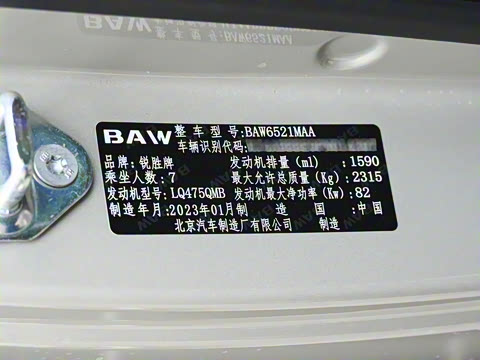 BAW 整车型号:BAW6521MAA
车辆识别代码:
品牌:锐胜牌 发动机排量(ml):1590
乘坐人数:7 最大允许总质量(Kg):2315
发动机型号:LQ475QMB 发动机最大净功率(Kw):82
制造年月:2023年01月 制造国:中国
北京汽车制造厂有限公司 制造